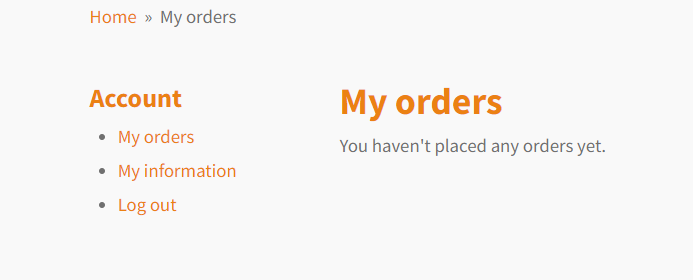 Home » My orders
Account
My orders
My information
Log out
My orders
You haven't placed any orders yet.